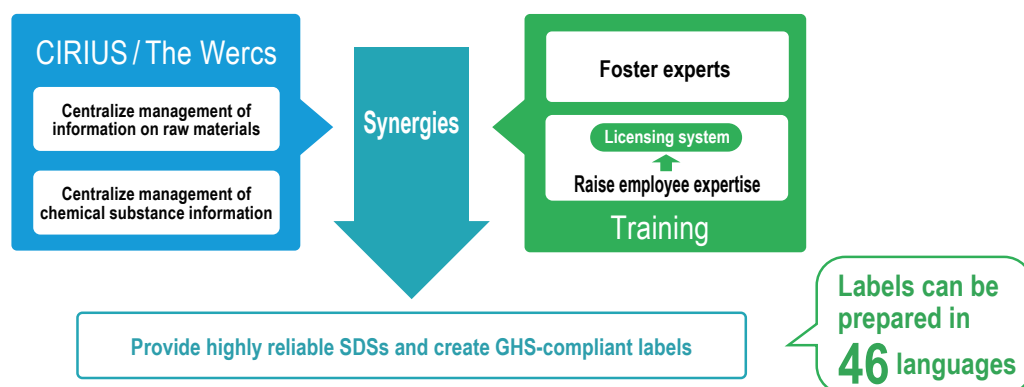 CIRIUS / The Wercs
Centralize management of
information on raw materials
Centralize management of
chemical substance information
Synergies
Foster experts
Licensing system
Raise employee expertise
Training
Provide highly reliable SDSs and create GHS-compliant labels
Labels can be
prepared in
46 languages